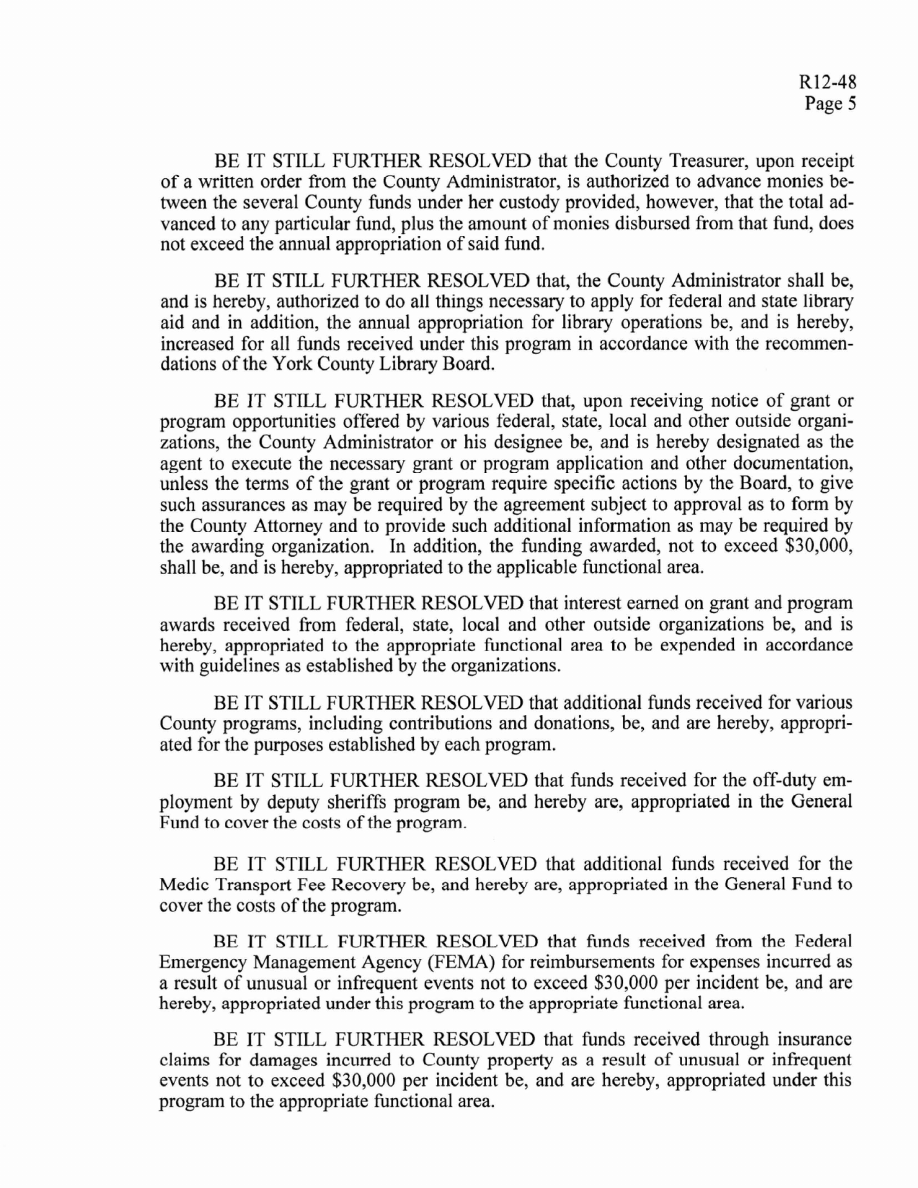 R12-48
Page 5
BE IT STILL FURTHER RESOLVED that the County Treasurer, upon receipt
of a written order from the County Administrator, is authorized to advance monies be-
tween the several County funds under her custody provided, however, that the total ad-
vanced to any particular fund, plus the amount of monies disbursed from that fund, does
not exceed the annual appropriation of said fund.
BE IT STILL FURTHER RESOLVED that, the County Administrator shall be,
and is hereby, authorized to do all things necessary to apply for federal and state library
aid and in addition, the annual appropriation for library operations be, and is hereby,
increased for all funds received under this program in accordance with the recommen-
dations of the York County Library Board.
BE IT STILL FURTHER RESOLVED that, upon receiving notice of grant or
program opportunities offered by various federal, state, local and other outside organi-
zations, the County Administrator or his designee be, and is hereby designated as the
agent to execute the necessary grant or program application and other documentation,
unless the terms of the grant or program require specific actions by the Board, to give
such assurances as may be required by the agreement subject to approval as to form by
the County Attorney and to provide such additional information as may be required by
the awarding organization. In addition, the funding awarded, not to exceed $30,000,
shall be, and is hereby, appropriated to the applicable functional area.
BE IT STILL FURTHER RESOLVED that interest earned on grant and program
awards received from federal, state, local and other outside organizations be, and is
hereby, appropriated to the appropriate functional area to be expended in accordance
with guidelines as established by the organizations.
BE IT STILL FURTHER RESOLVED that additional funds received for various
County programs, including contributions and donations, be, and are hereby, appropri-
ated for the purposes established by each program.
BE IT STILL FURTHER RESOLVED that funds received for the off-duty em-
ployment by deputy sheriffs program be, and hereby are, appropriated in the General
Fund to cover the costs of the program.
BE IT STILL FURTHER RESOLVED that additional funds received for the
Medic Transport Fee Recovery be, and hereby are, appropriated in the General Fund to
cover the costs of the program.
BE IT STILL FURTHER RESOLVED that funds received from the Federal
Emergency Management Agency (FEMA) for reimbursements for expenses incurred as
a result of unusual or infrequent events not to exceed $30,000 per incident be, and are
hereby, appropriated under this program to the appropriate functional area.
BE IT STILL FURTHER RESOLVED that funds received through insurance
claims for damages incurred to County property as a result of unusual or infrequent
events not to exceed $30,000 per incident be, and are hereby, appropriated under this
program to the appropriate functional area.